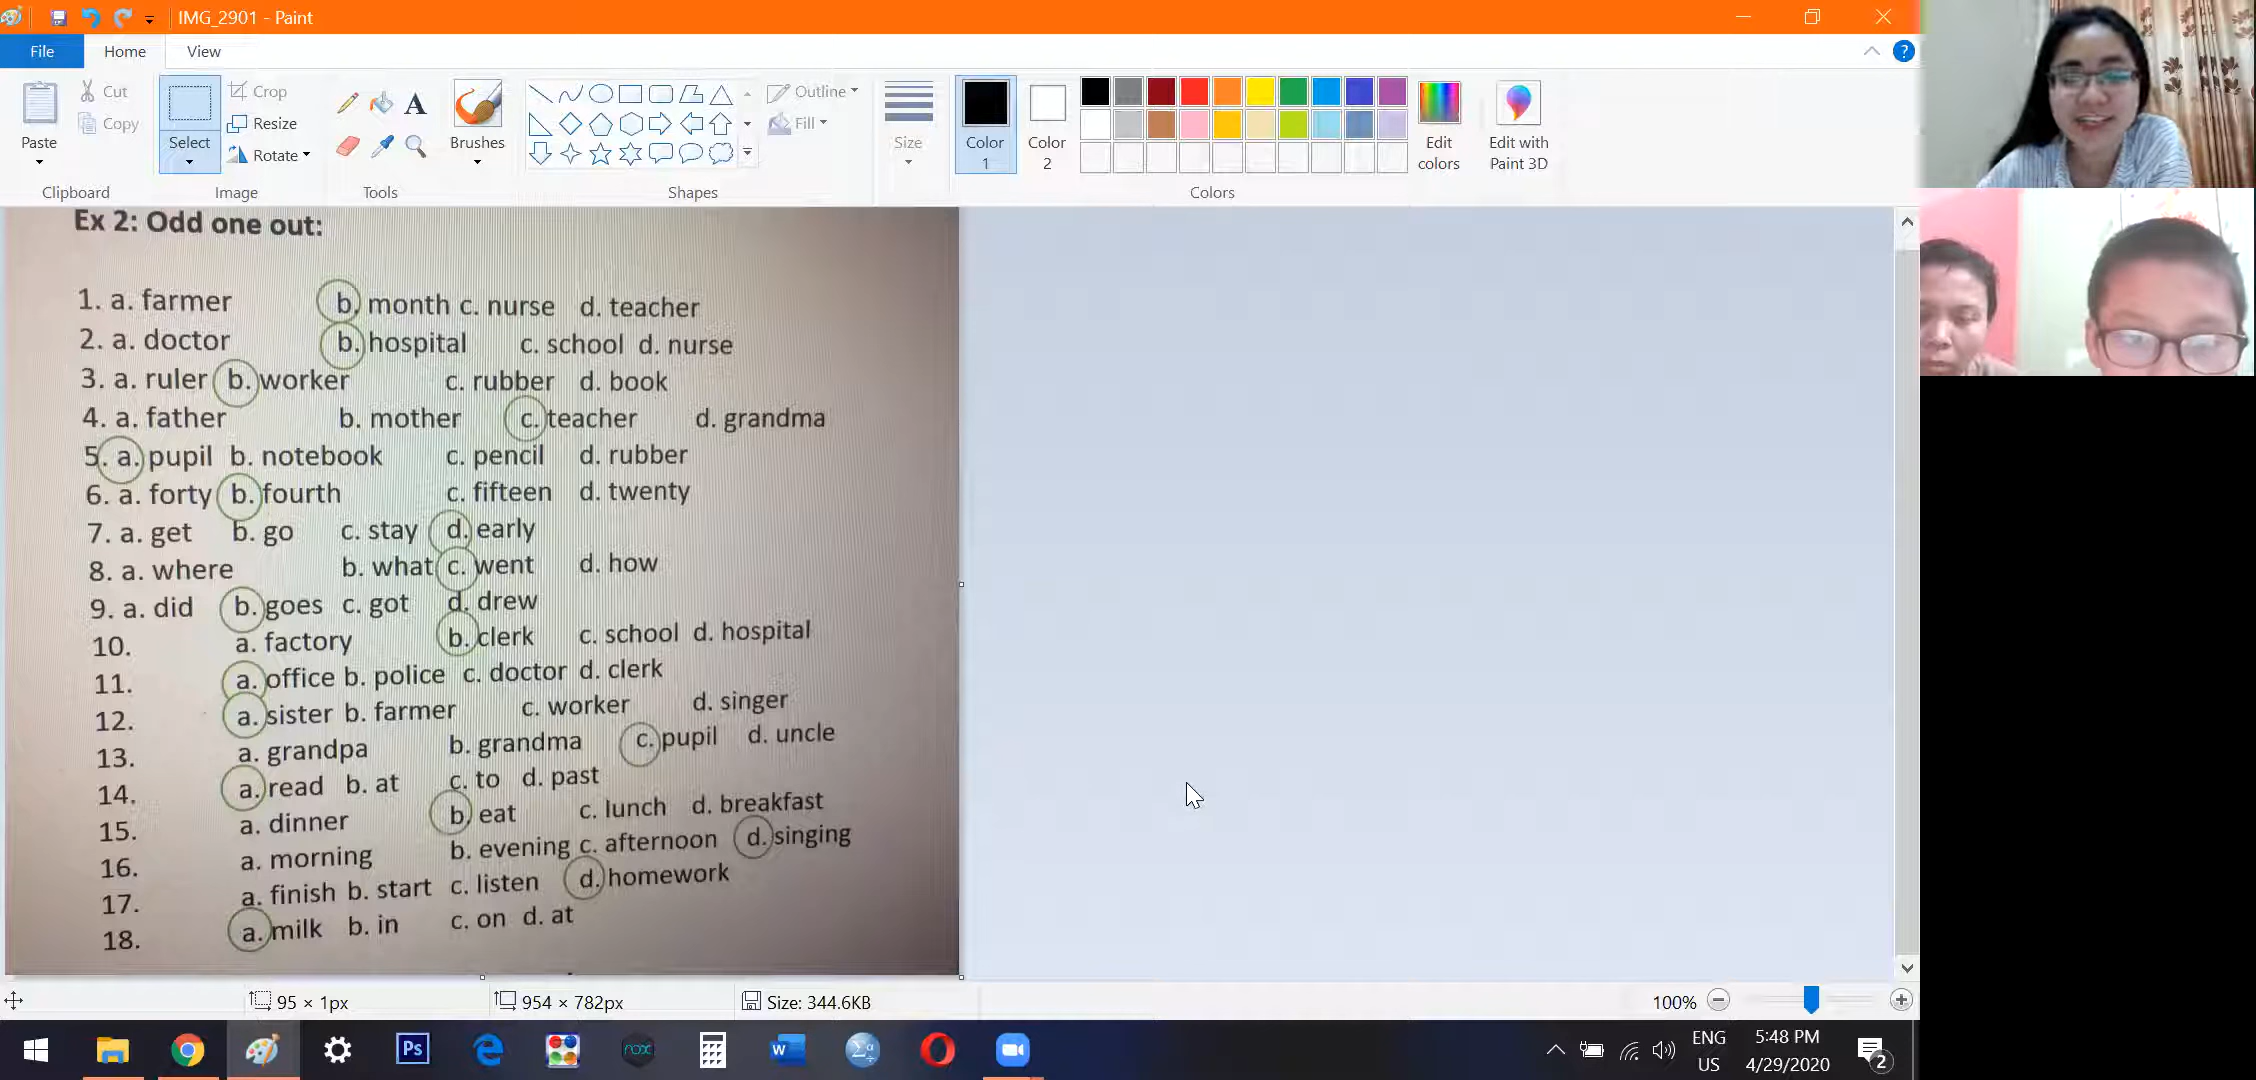 IMG_2901 - Paint
File Home View
Paste
Cut
Copy
Clipboard
Select
Crop
Resize
Rotate
Image
A
Tools
Brushes
Outline
Fill
Shapes
Size
Color 1
Color 2
Edit colors
Edit with Paint 3D
Colors
Ex 2: Odd one out:
1. a. farmer b. month c. nurse d. teacher
2. a. doctor b. hospital c. school d. nurse
3. a. ruler b. worker c. rubber d. book
4. a. father b. mother c. teacher d. grandma
5. a. pupil b. notebook c. pencil d. rubber
6. a. forty b. fourth c. fifteen d. twenty
7. a. get b. go c. stay d. early
8. a. where b. what c. went d. how
9. a. did b. goes c. got d. drew
10. a. factory b. clerk c. school d. hospital
11. a. office b. police c. doctor d. clerk
12. a. sister b. farmer c. worker d. singer
13. a. grandpa b. grandma c. pupil d. uncle
14. a. read b. at c. to d. past
15. a. dinner b. eat c. lunch d. breakfast
16. a. morning b. evening c. afternoon d. singing
17. a. finish b. start c. listen d. homework
18. a. milk b. in c. on d. at
95 × 1px 954 × 782px Size: 344.6KB 100%
Ps nox W Σα
ENG US
5:48 PM
4/29/2020
2